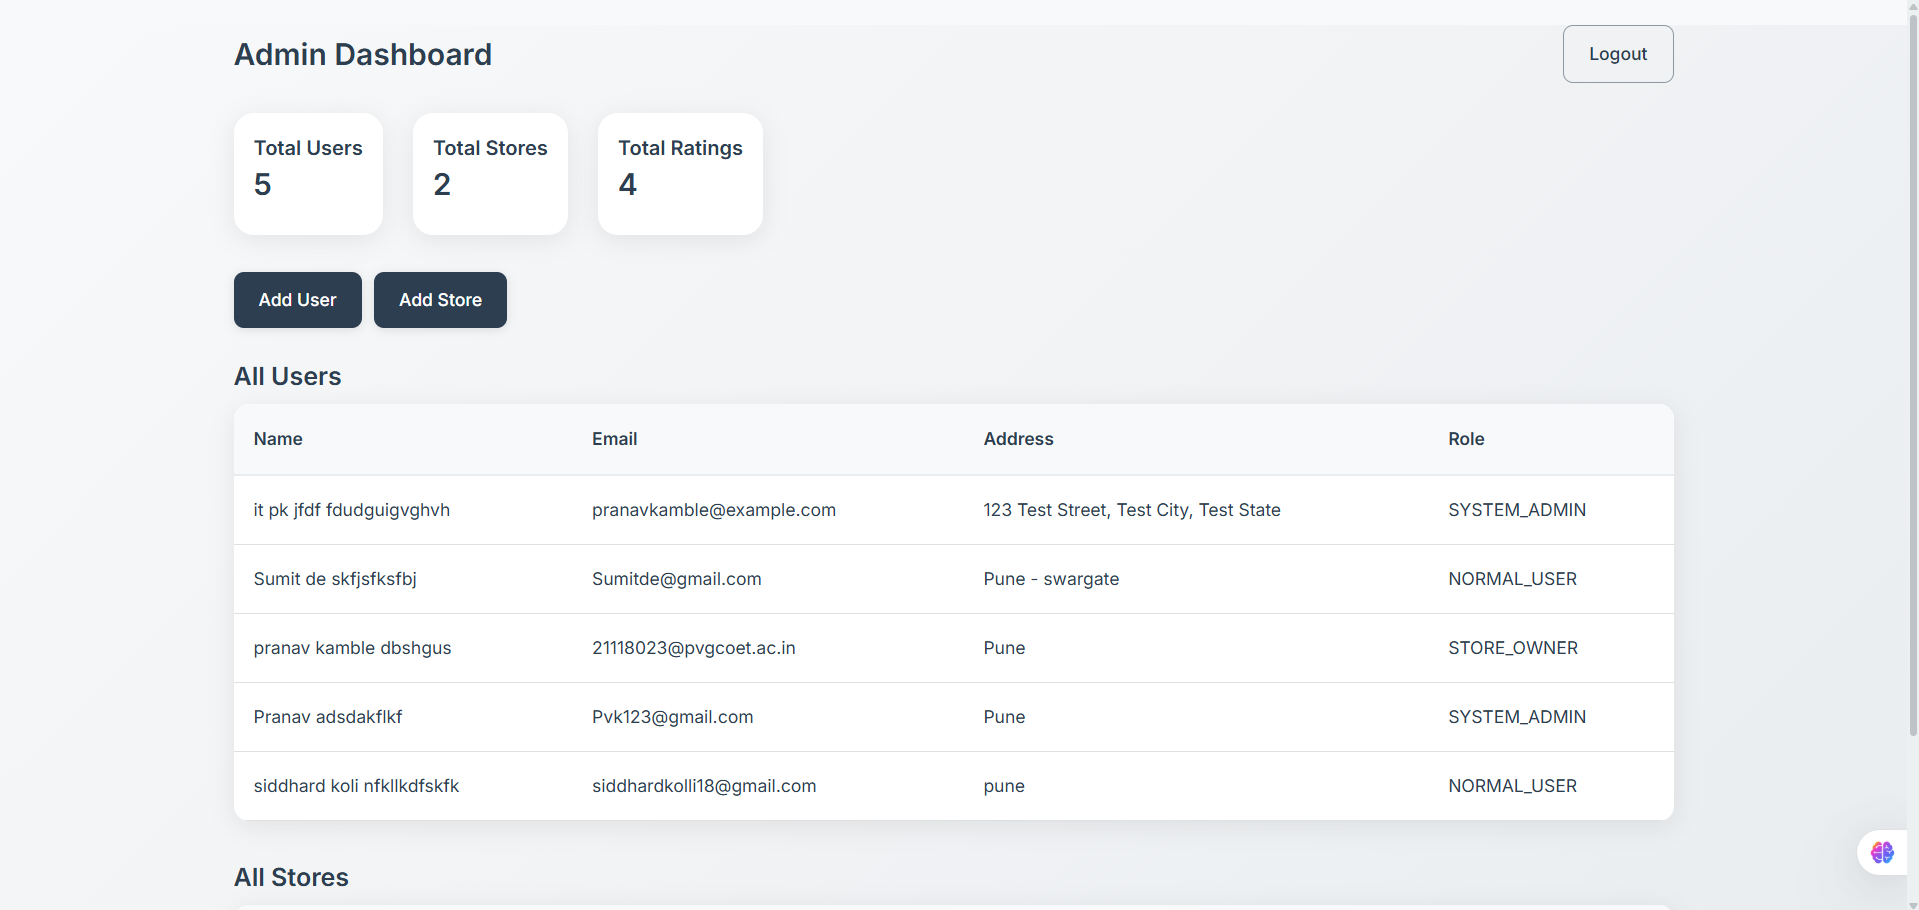 Admin Dashboard
Logout
Total Users
5
Total Stores
2
Total Ratings
4
Add User
Add Store
All Users
Name Email Address Role
it pk jfdf fdudguigvghvh pranavkamble@example.com 123 Test Street, Test City, Test State SYSTEM_ADMIN
Sumit de skfjsfksfbj Sumitde@gmail.com Pune - swargate NORMAL_USER
pranav kamble dbshgus 21118023@pvgcoet.ac.in Pune STORE_OWNER
Pranav adsdakflkf Pvk123@gmail.com Pune SYSTEM_ADMIN
siddhard koli nfkllkdfskfk siddhardkolli18@gmail.com pune NORMAL_USER
All Stores